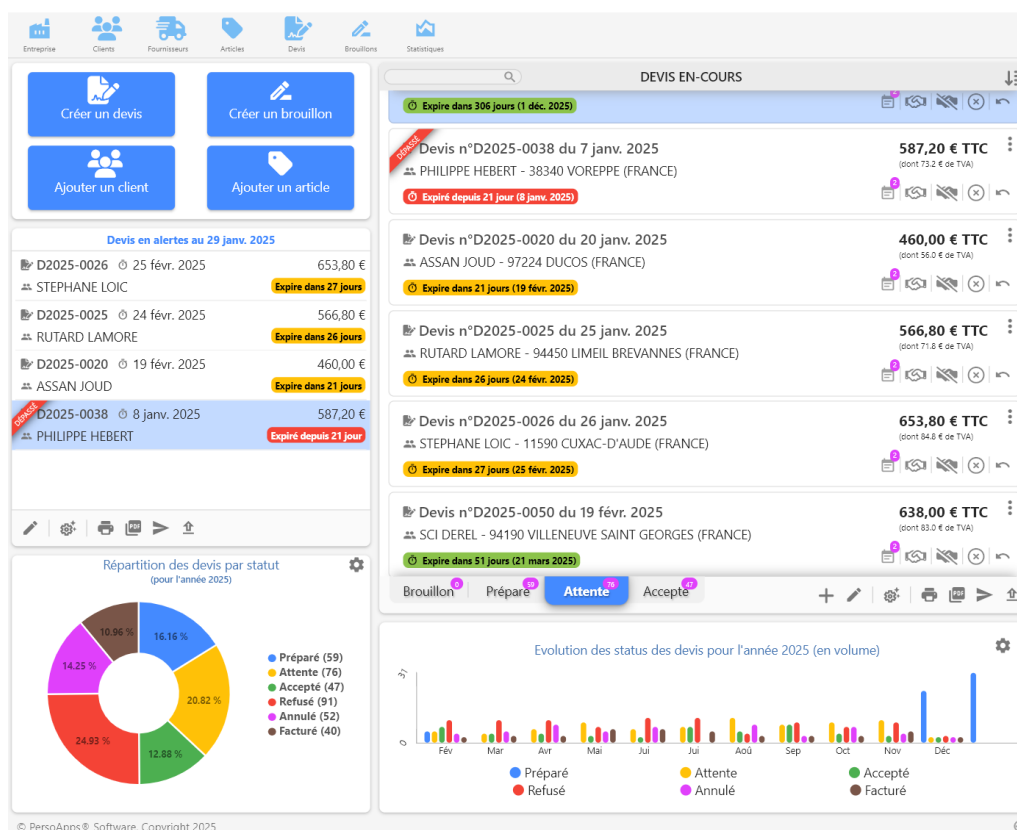 Entreprise
Clients
Fournisseurs
Articles
Devis
Brouillons
Statistiques
Créer un devis
Créer un brouillon
Ajouter un client
Ajouter un article
Devis en alertes au 29 janv. 2025
D2025-0026 25 févr. 2025 653,80 €
STEPHANE LOIC Expire dans 27 jours
D2025-0025 24 févr. 2025 566,80 €
RUTARD LAMORE Expire dans 26 jours
D2025-0020 19 févr. 2025 460,00 €
ASSAN JOUD Expire dans 21 jours
DÉPASSÉ
D2025-0038 8 janv. 2025 587,20 €
PHILIPPE HEBERT Expiré depuis 21 jour
PDF
Répartition des devis par statut
(pour l'année 2025)
10.96 %
16.16 %
14.25 %
20.82 %
24.93 %
12.88 %
Préparé (59)
Attente (76)
Accepté (47)
Refusé (91)
Annulé (52)
Facturé (40)
DEVIS EN-COURS
Expire dans 306 jours (1 déc. 2025)
2
DÉPASSÉ
Devis n°D2025-0038 du 7 janv. 2025 587,20 € TTC
(dont 73.2 € de TVA)
PHILIPPE HEBERT - 38340 VOREPPE (FRANCE)
Expiré depuis 21 jour (8 janv. 2025)
2
Devis n°D2025-0020 du 20 janv. 2025 460,00 € TTC
(dont 56.0 € de TVA)
ASSAN JOUD - 97224 DUCOS (FRANCE)
Expire dans 21 jours (19 févr. 2025)
2
Devis n°D2025-0025 du 25 janv. 2025 566,80 € TTC
(dont 71.8 € de TVA)
RUTARD LAMORE - 94450 LIMEIL BREVANNES (FRANCE)
Expire dans 26 jours (24 févr. 2025)
2
Devis n°D2025-0026 du 26 janv. 2025 653,80 € TTC
(dont 84.8 € de TVA)
STEPHANE LOIC - 11590 CUXAC-D'AUDE (FRANCE)
Expire dans 27 jours (25 févr. 2025)
2
Devis n°D2025-0050 du 19 févr. 2025 638,00 € TTC
(dont 83.0 € de TVA)
SCI DEREL - 94190 VILLENEUVE SAINT GEORGES (FRANCE)
Expire dans 51 jours (21 mars 2025)
2
Brouillon 0
Préparé 59
Attente 76
Accepté 47
PDF
Evolution des status des devis pour l'année 2025 (en volume)
31
0
Fév Mar Avr Mai Jui Jui Aoû Sep Oct Nov Déc
Préparé Attente Accepté
Refusé Annulé Facturé
© PersoApps® Software. Copyright 2025